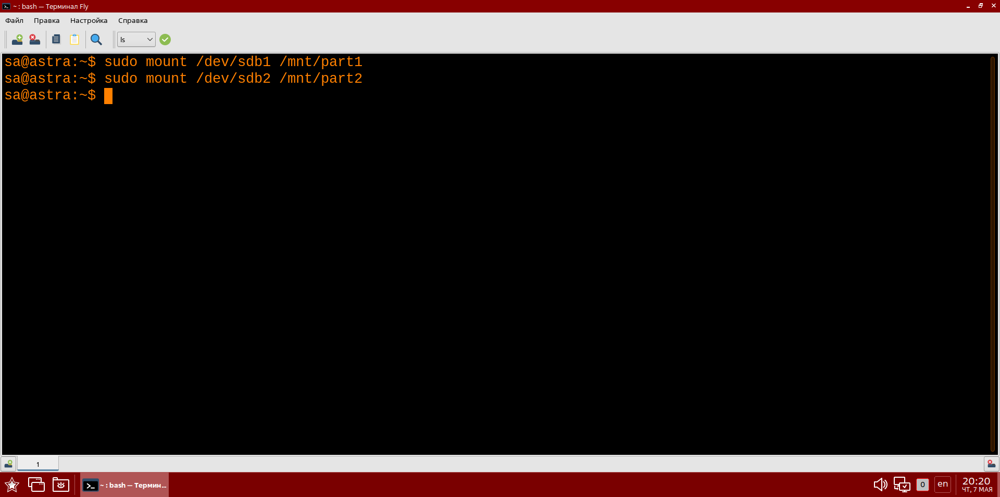 ~ : bash — Терминал Fly
Файл Правка Настройка Справка
ls
sa@astra:~$ sudo mount /dev/sdb1 /mnt/part1
sa@astra:~$ sudo mount /dev/sdb2 /mnt/part2
sa@astra:~$
1
~ : bash — Термин...
0
en
20:20
ЧТ, 7 МАЯ